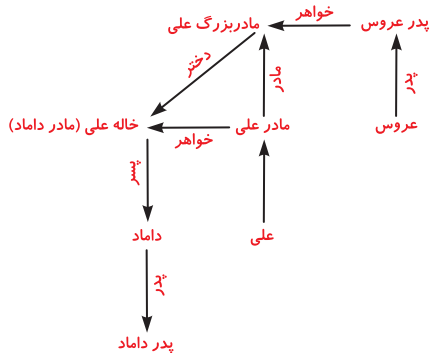 پدر عروس
خواهر
مادربزرگ علی
دختر
مادر
پدر
عروس
مادر علی
خواهر
خاله علی (مادر داماد)
پسر
علی
داماد
پدر
پدر داماد